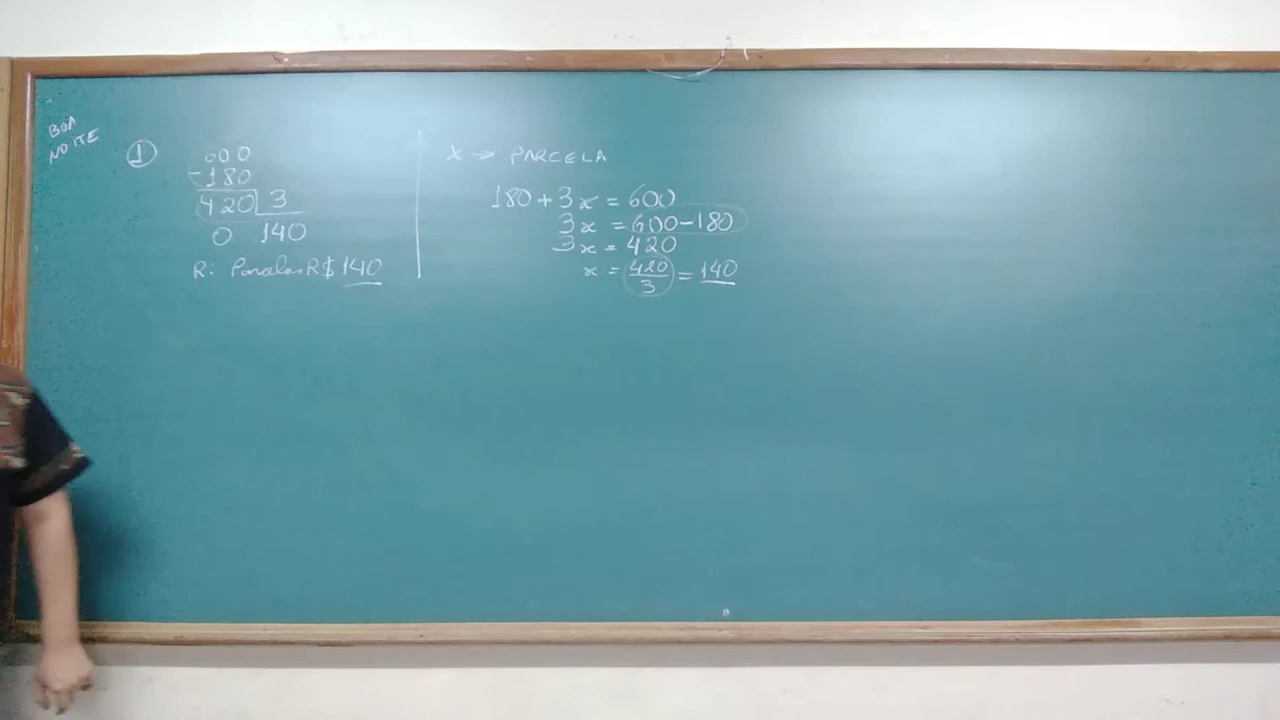 BOA
NOITE
1
000
-180
420 3
0 140
R: Parcelas R$ 140
x → PARCELA
180 + 3x = 600
3x = 600 - 180
3x = 420
x = 420/3 = 140